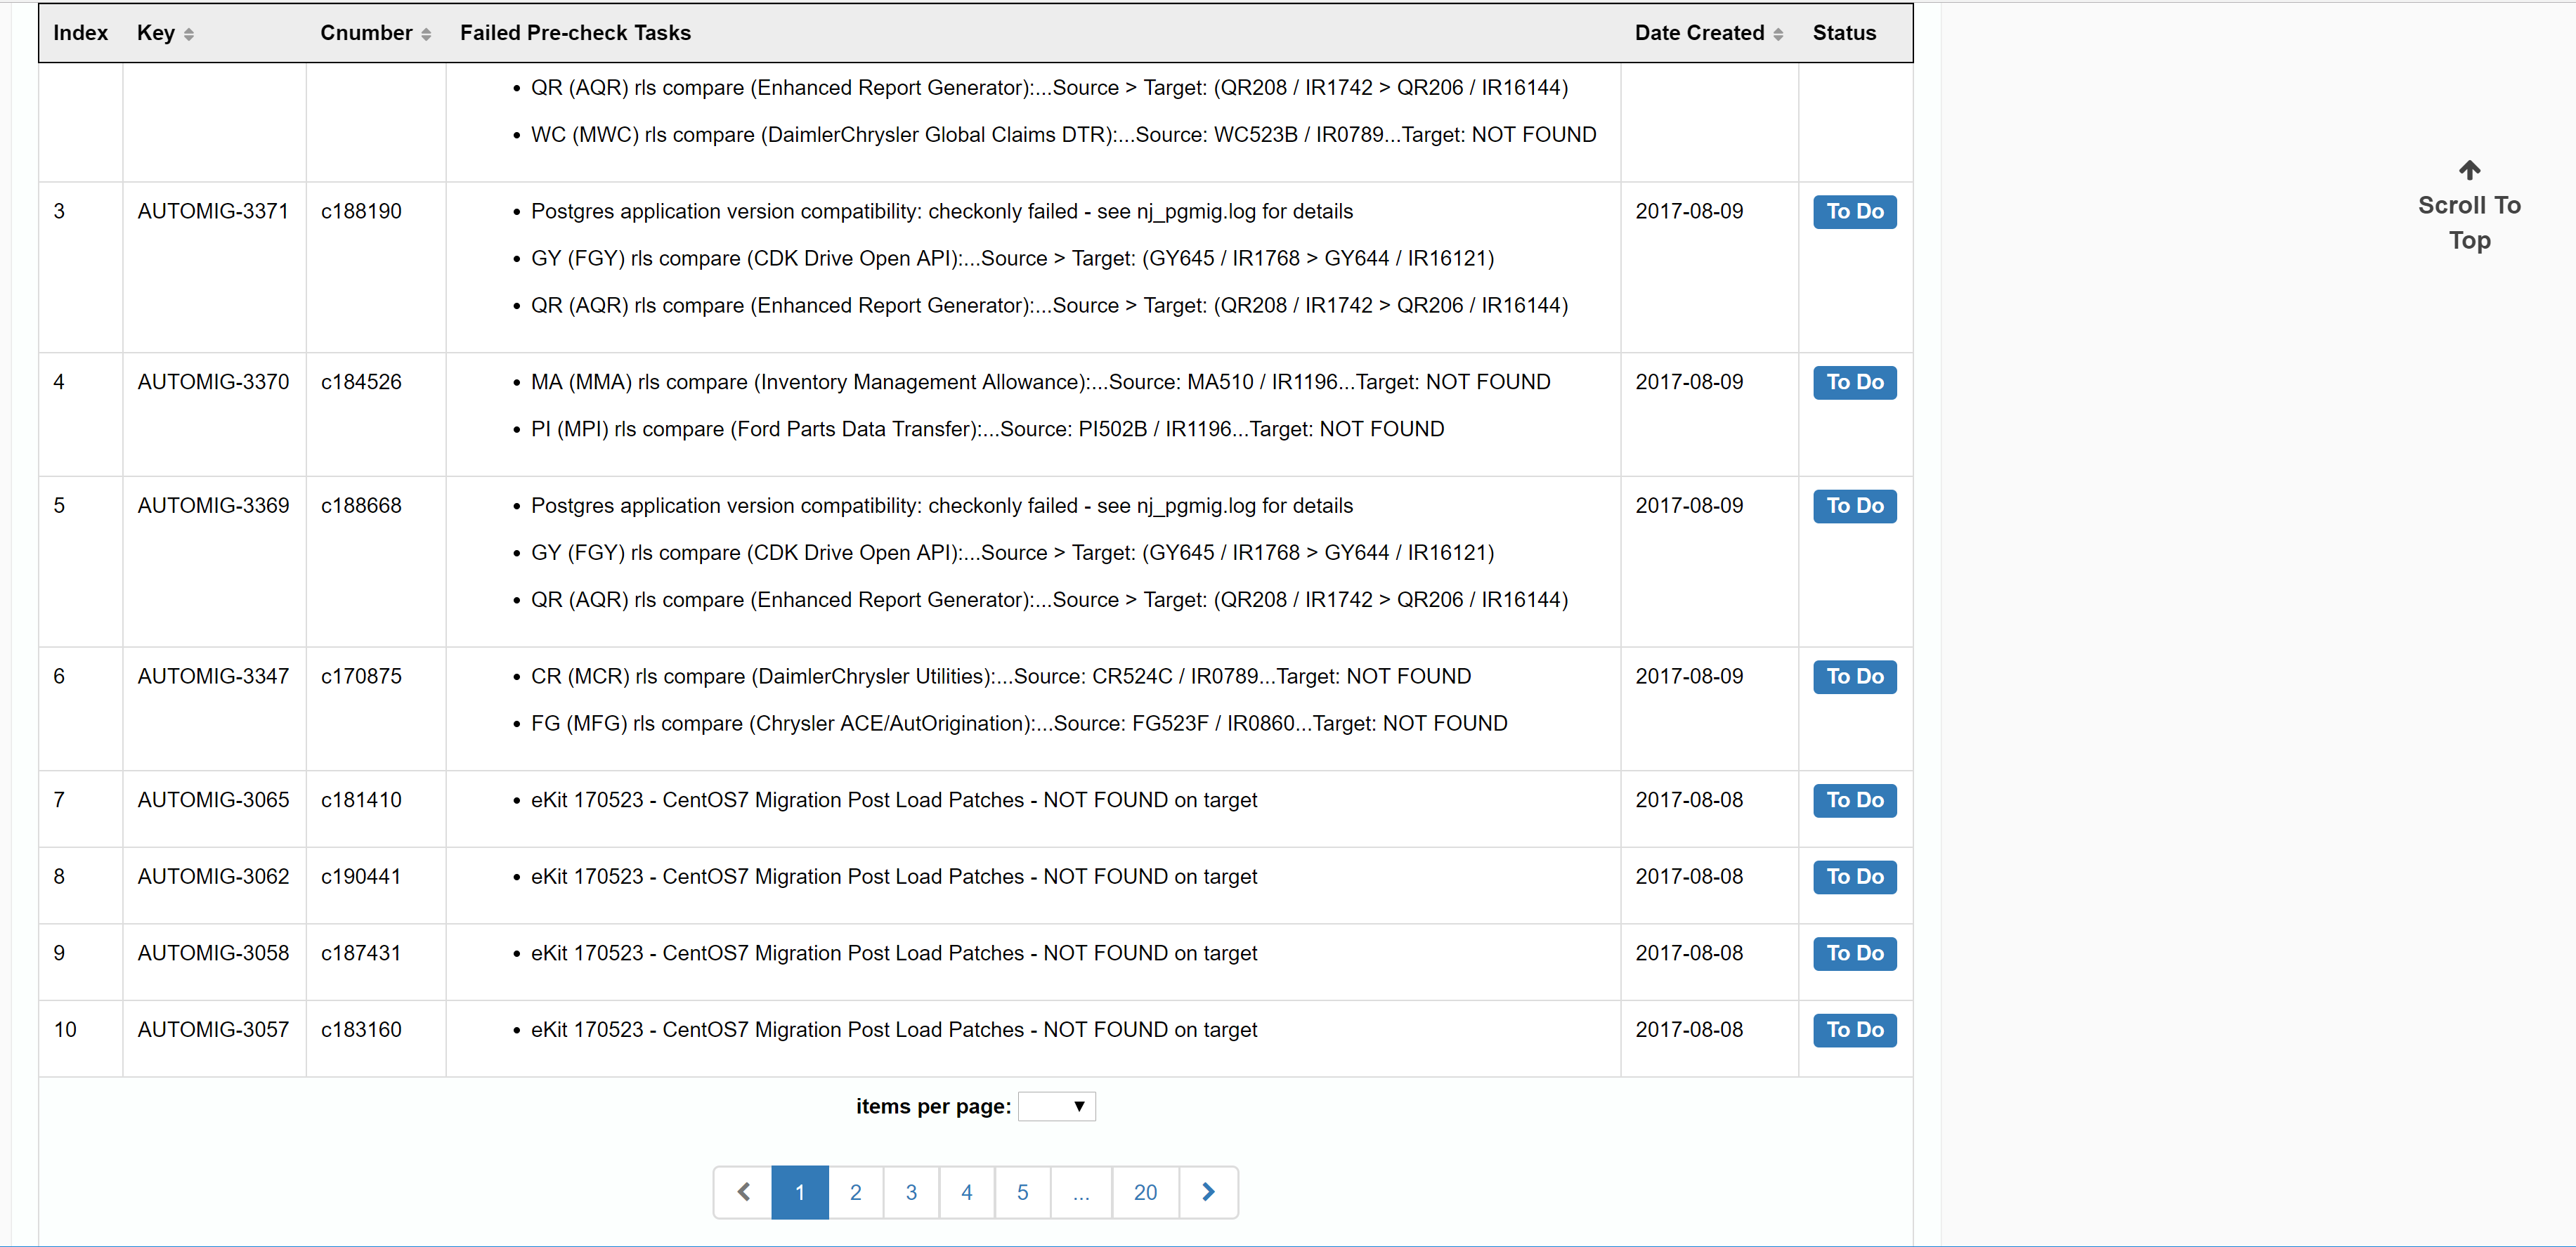 Index Key Cnumber Failed Pre-check Tasks Date Created Status
• QR (AQR) rls compare (Enhanced Report Generator):...Source > Target: (QR208 / IR1742 > QR206 / IR16144)
• WC (MWC) rls compare (DaimlerChrysler Global Claims DTR):...Source: WC523B / IR0789...Target: NOT FOUND
3 AUTOMIG-3371 c188190 • Postgres application version compatibility: checkonly failed - see nj_pgmig.log for details 2017-08-09 To Do
• GY (FGY) rls compare (CDK Drive Open API):...Source > Target: (GY645 / IR1768 > GY644 / IR16121)
• QR (AQR) rls compare (Enhanced Report Generator):...Source > Target: (QR208 / IR1742 > QR206 / IR16144)
4 AUTOMIG-3370 c184526 • MA (MMA) rls compare (Inventory Management Allowance):...Source: MA510 / IR1196...Target: NOT FOUND 2017-08-09 To Do
• PI (MPI) rls compare (Ford Parts Data Transfer):...Source: PI502B / IR1196...Target: NOT FOUND
5 AUTOMIG-3369 c188668 • Postgres application version compatibility: checkonly failed - see nj_pgmig.log for details 2017-08-09 To Do
• GY (FGY) rls compare (CDK Drive Open API):...Source > Target: (GY645 / IR1768 > GY644 / IR16121)
• QR (AQR) rls compare (Enhanced Report Generator):...Source > Target: (QR208 / IR1742 > QR206 / IR16144)
6 AUTOMIG-3347 c170875 • CR (MCR) rls compare (DaimlerChrysler Utilities):...Source: CR524C / IR0789...Target: NOT FOUND 2017-08-09 To Do
• FG (MFG) rls compare (Chrysler ACE/AutOrigination):...Source: FG523F / IR0860...Target: NOT FOUND
7 AUTOMIG-3065 c181410 • eKit 170523 - CentOS7 Migration Post Load Patches - NOT FOUND on target 2017-08-08 To Do
8 AUTOMIG-3062 c190441 • eKit 170523 - CentOS7 Migration Post Load Patches - NOT FOUND on target 2017-08-08 To Do
9 AUTOMIG-3058 c187431 • eKit 170523 - CentOS7 Migration Post Load Patches - NOT FOUND on target 2017-08-08 To Do
10 AUTOMIG-3057 c183160 • eKit 170523 - CentOS7 Migration Post Load Patches - NOT FOUND on target 2017-08-08 To Do
items per page:
1 2 3 4 5 ... 20
Scroll To
Top